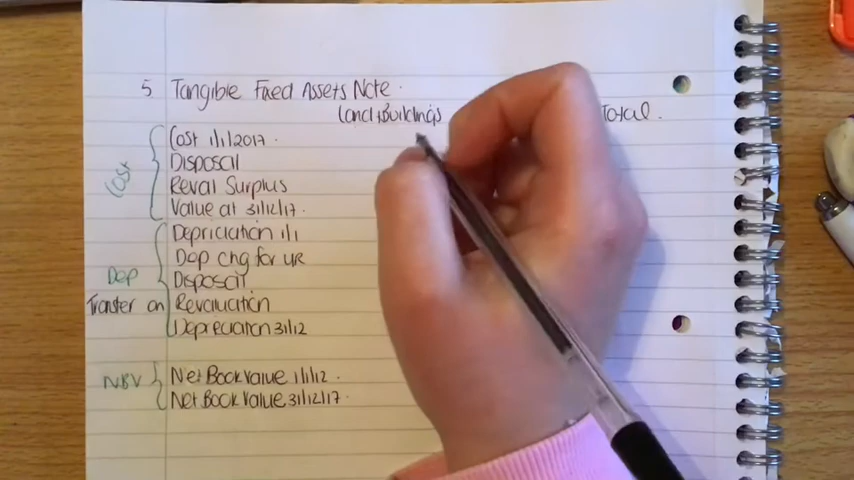 5 Tangible Fixed Assets Note.
Land+Buildings Total.
Cost 1/1/2017.
Disposal
Reval Surplus
Value at 31/12/17.
Cost
Depriciation 1/1
Dep chg for yr
Disposal
Dep
Transfer on Revaluation
Depreciation 31/12
NBV
Net Book Value 1/1/12.
Net Book Value 31/12/17.